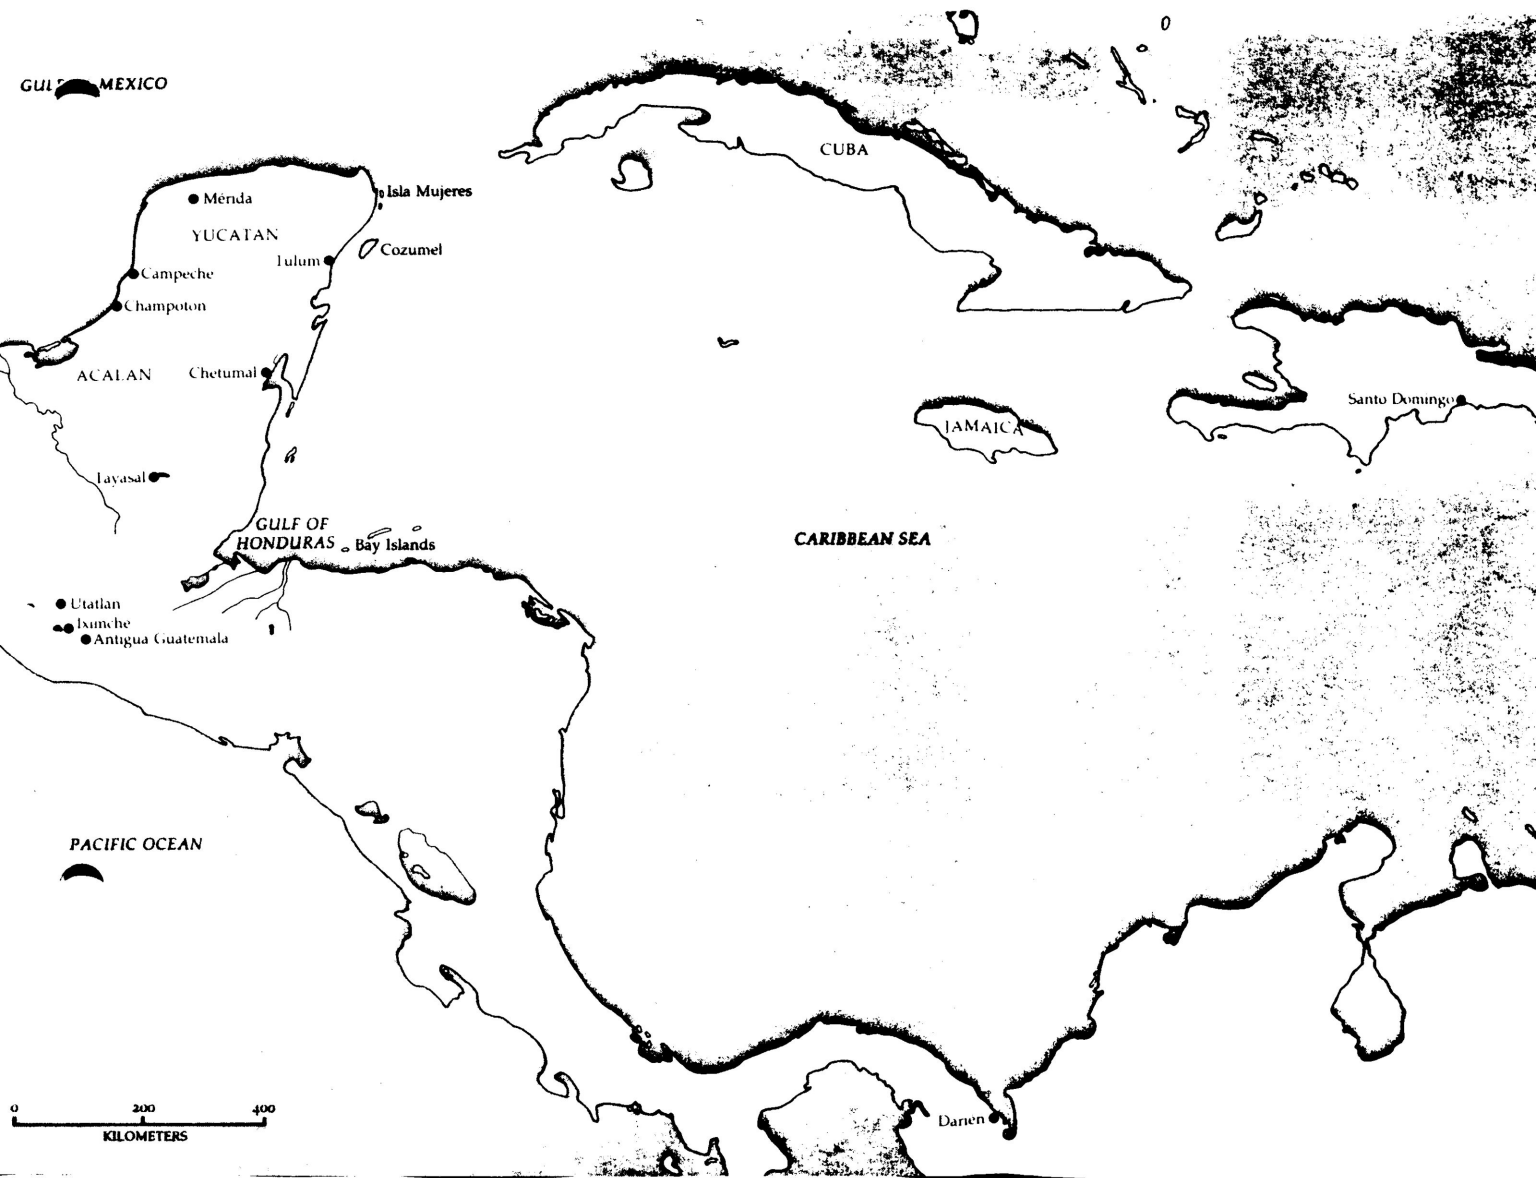 GULF MEXICO
CUBA
Isla Mujeres
Mérida
YUCATAN
Cozumel
Tulum
Campeche
Champoton
ACALAN
Chetumal
Santo Domingo
JAMAICA
Tayasal
GULF OF
HONDURAS
Bay Islands
CARIBBEAN SEA
Utatlan
Iximche
Antigua Guatemala
PACIFIC OCEAN
0 200 400
KILOMETERS
Darien